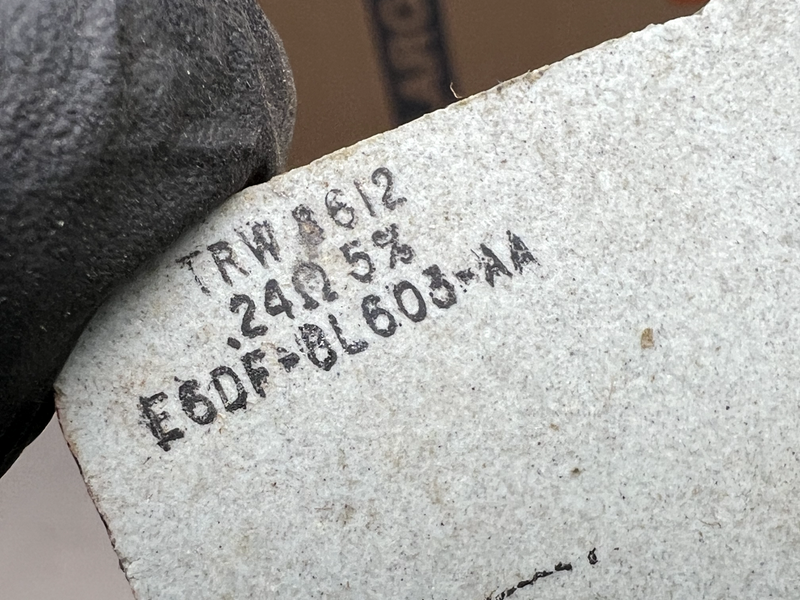 TRW 8612
.24Ω 5%
E6DF-8L603-AA